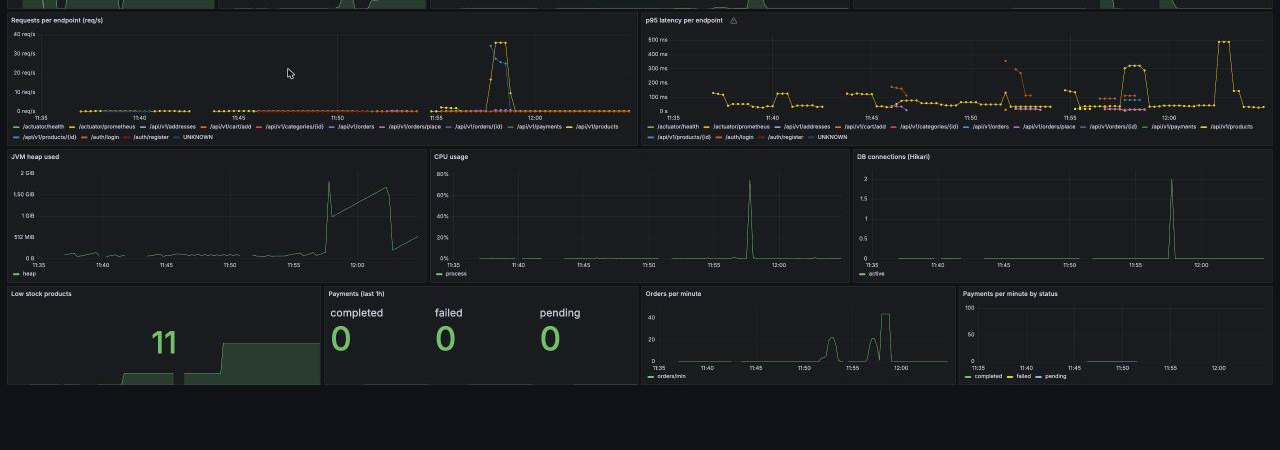 Requests per endpoint (req/s)
40 req/s
30 req/s
20 req/s
10 req/s
0 req/s
11:35 11:40 11:45 11:50 11:55 12:00
/actuator/health /actuator/prometheus /api/v1/addresses /api/v1/cart/add /api/v1/categories/{id} /api/v1/orders /api/v1/orders/place /api/v1/orders/{id} /api/v1/payments /api/v1/products
/api/v1/products/{id} /auth/login /auth/register UNKNOWN
p95 latency per endpoint
500 ms
400 ms
300 ms
200 ms
100 ms
0 s
11:35 11:40 11:45 11:50 11:55 12:00
/actuator/health /actuator/prometheus /api/v1/addresses /api/v1/cart/add /api/v1/categories/{id} /api/v1/orders /api/v1/orders/place /api/v1/orders/{id} /api/v1/payments /api/v1/products
/api/v1/products/{id} /auth/login /auth/register UNKNOWN
JVM heap used
2 GiB
1.50 GiB
1 GiB
512 MiB
0 B
11:35 11:40 11:45 11:50 11:55 12:00
heap
CPU usage
80%
60%
40%
20%
0%
11:35 11:40 11:45 11:50 11:55 12:00
process
DB connections (Hikari)
2
1.5
1
0.5
0
11:35 11:40 11:45 11:50 11:55 12:00
active
Low stock products
11
Payments (last 1h)
completed failed pending
0 0 0
Orders per minute
40
20
0
11:35 11:40 11:45 11:50 11:55 12:00
orders/min
Payments per minute by status
100
50
0
11:35 11:40 11:45 11:50 11:55 12:00
completed failed pending